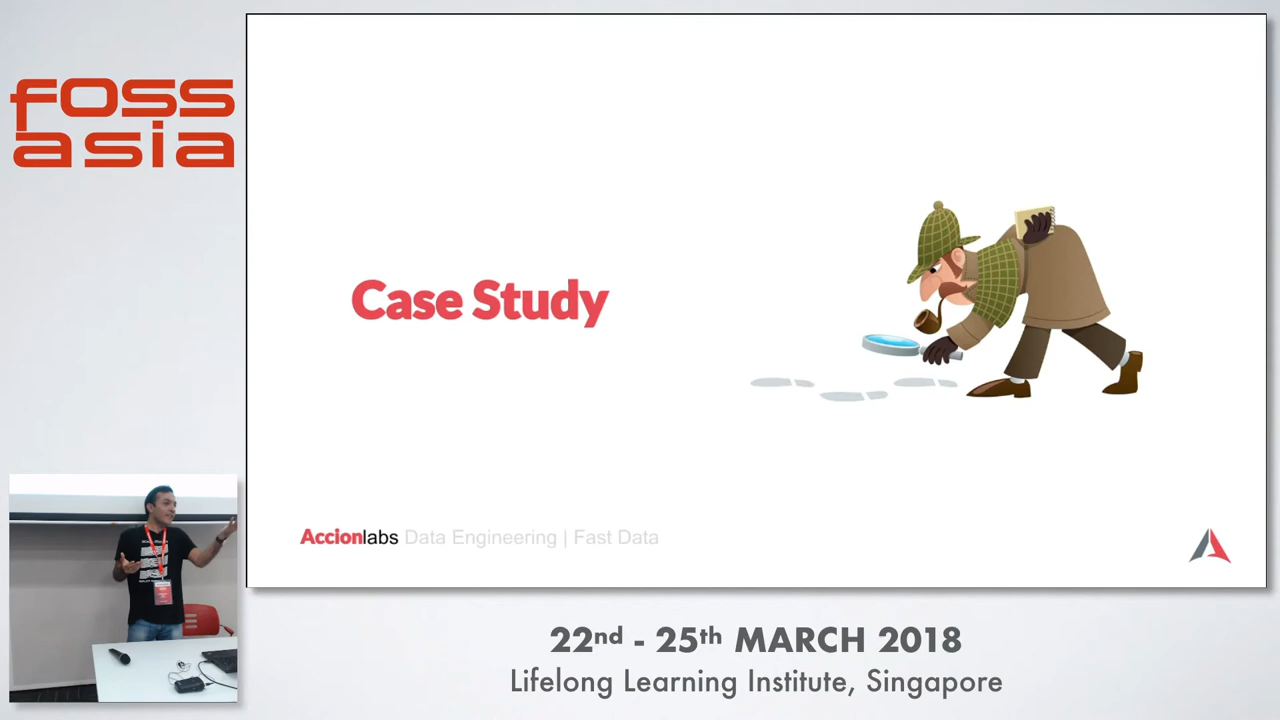 foss
asia
Case Study
Accionlabs Data Engineering | Fast Data
22nd - 25th MARCH 2018
Lifelong Learning Institute, Singapore